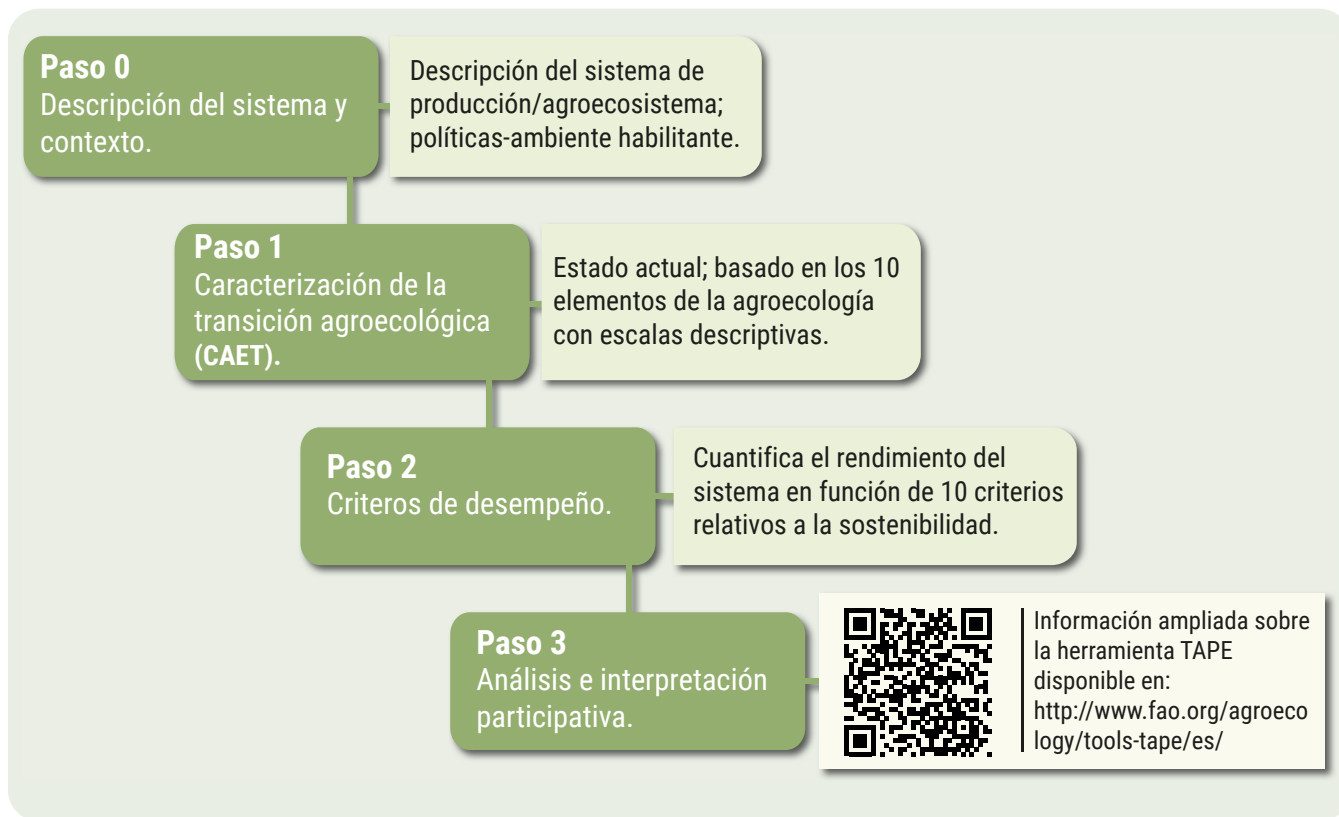 Paso 0
Descripción del sistema y
contexto.
Descripción del sistema de
producción/agroecosistema;
políticas-ambiente habilitante.
Paso 1
Caracterización de la
transición agroecológica
(CAET).
Estado actual; basado en los 10
elementos de la agroecología
con escalas descriptivas.
Paso 2
Criteros de desempeño.
Cuantifica el rendimiento del
sistema en función de 10 criterios
relativos a la sostenibilidad.
Paso 3
Análisis e interpretación
participativa.
Información ampliada sobre
la herramienta TAPE
disponible en:
http://www.fao.org/agroeco
logy/tools-tape/es/